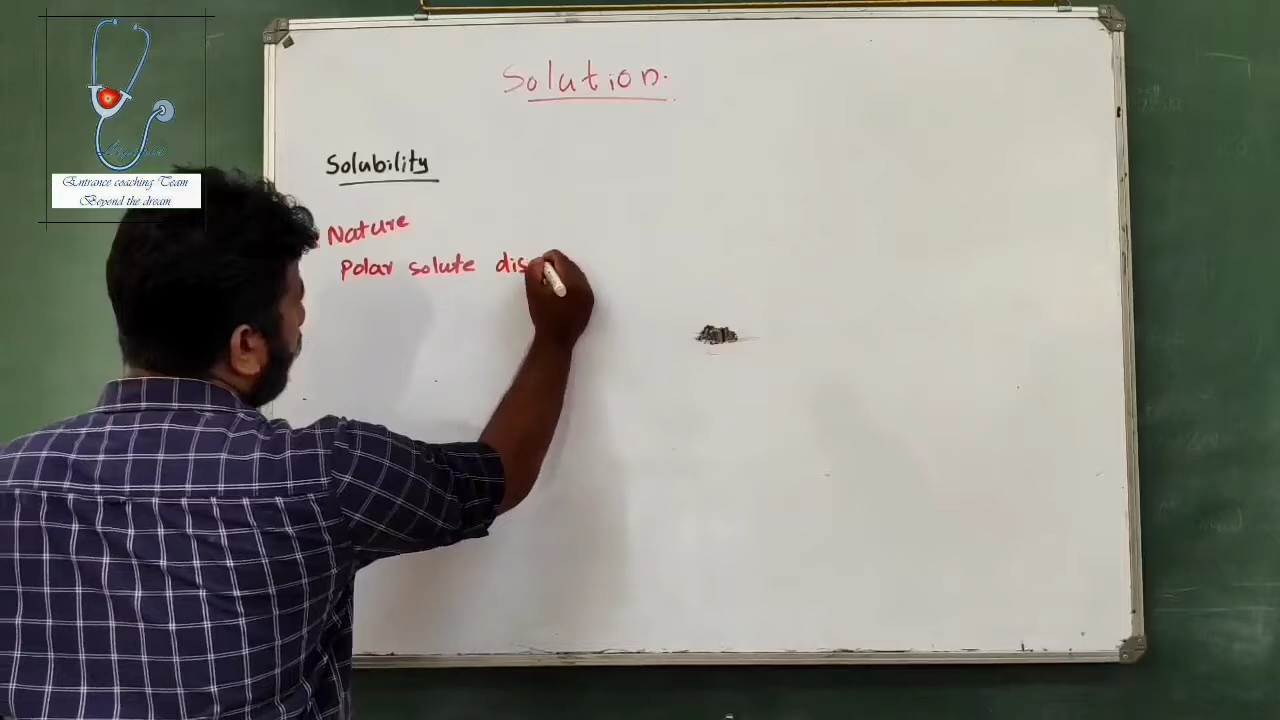 Solution.
Solubility
Nature
Polar solute dis
Entrance coaching Team
Beyond the dream